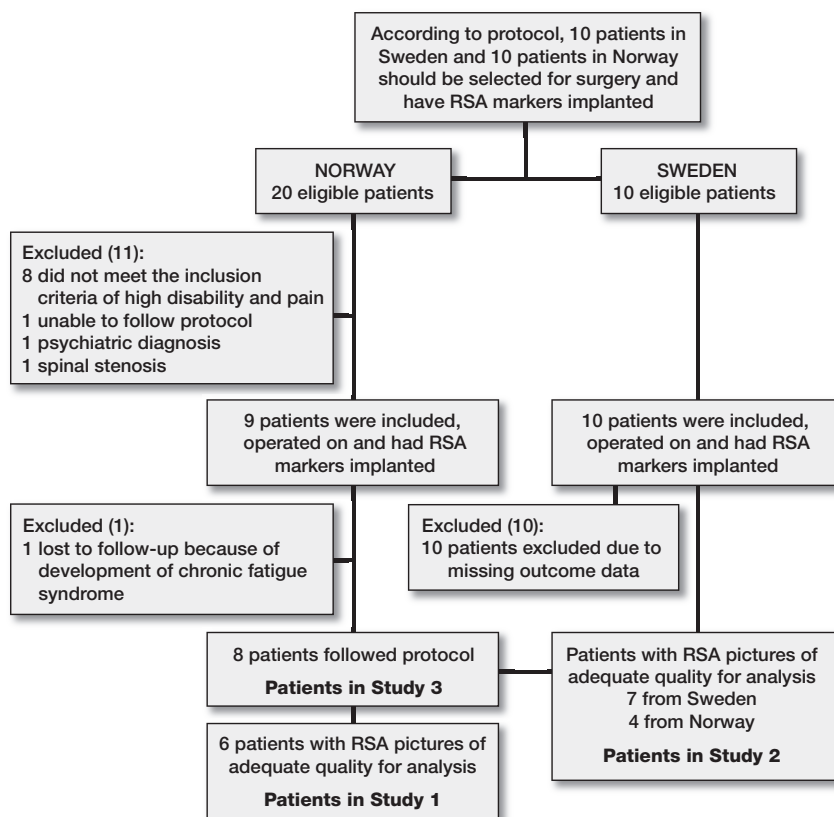 According to protocol, 10 patients in
Sweden and 10 patients in Norway
should be selected for surgery and
have RSA markers implanted
NORWAY
20 eligible patients
SWEDEN
10 eligible patients
Excluded (11):
8 did not meet the inclusion
criteria of high disability and pain
1 unable to follow protocol
1 psychiatric diagnosis
1 spinal stenosis
9 patients were included,
operated on and had RSA
markers implanted
10 patients were included,
operated on and had RSA
markers implanted
Excluded (1):
1 lost to follow-up because of
development of chronic fatigue
syndrome
Excluded (10):
10 patients excluded due to
missing outcome data
8 patients followed protocol
Patients in Study 3
Patients with RSA pictures of
adequate quality for analysis
7 from Sweden
4 from Norway
Patients in Study 2
6 patients with RSA pictures of
adequate quality for analysis
Patients in Study 1